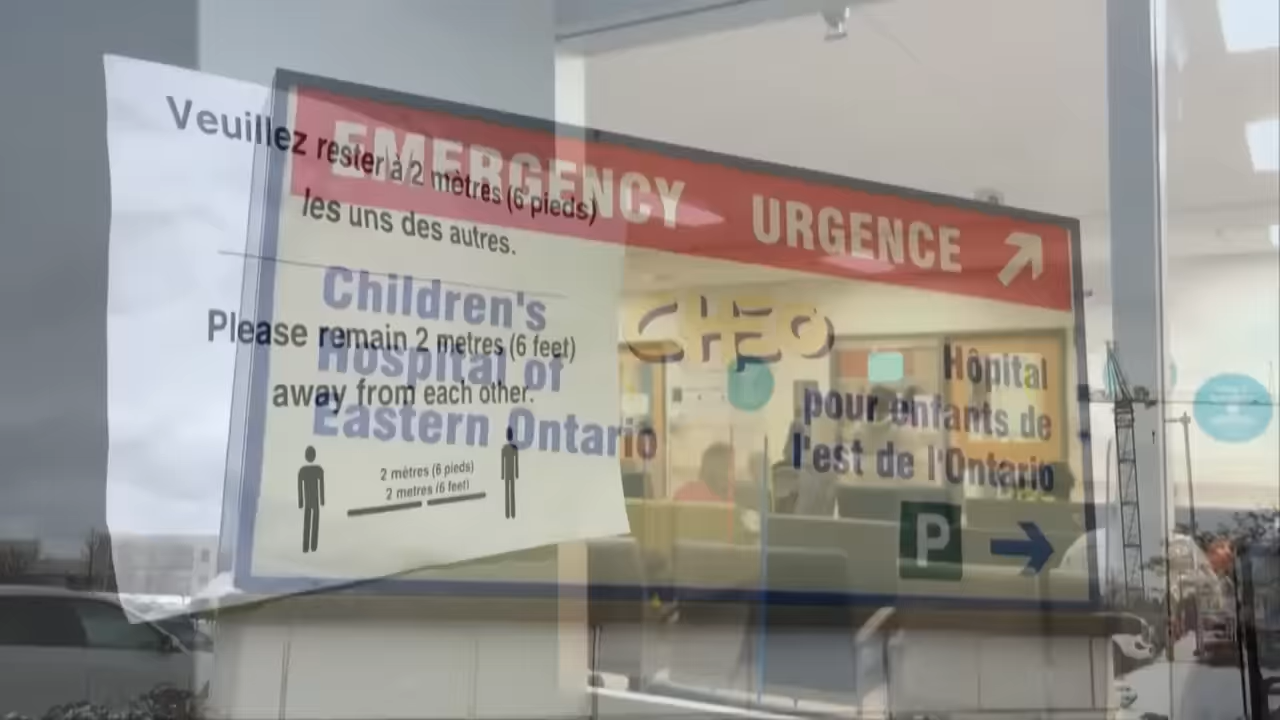 Veuillez rester à 2 mètres (6 pieds)
les uns des autres.
Please remain 2 metres (6 feet)
away from each other.
2 mètres (6 pieds)
2 metres (6 feet)
EMERGENCY URGENCE
Children's
Hospital of
Eastern Ontario
CHEO
Hôpital
pour enfants de
l'est de l'Ontario
P